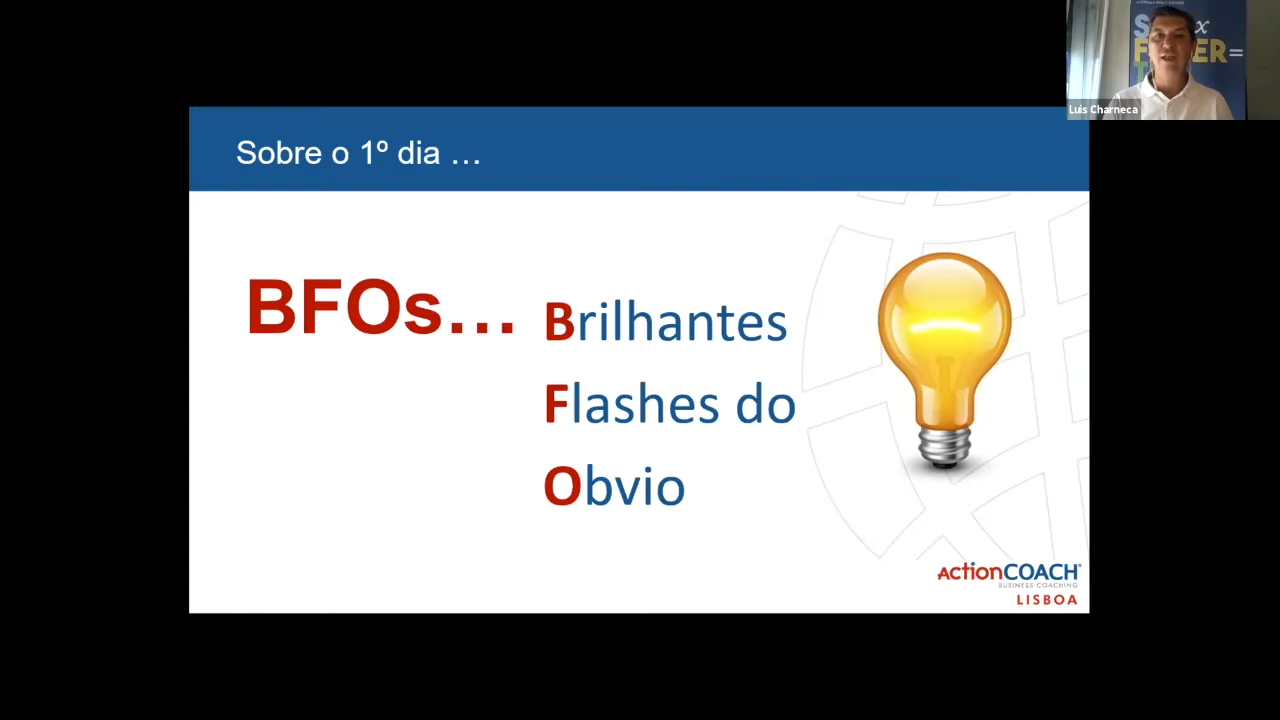 Luis Charneca
Sobre o 1º dia …
BFOs…
Brilhantes
Flashes do
Obvio
ActionCOACH
BUSINESS COACHING
LISBOA